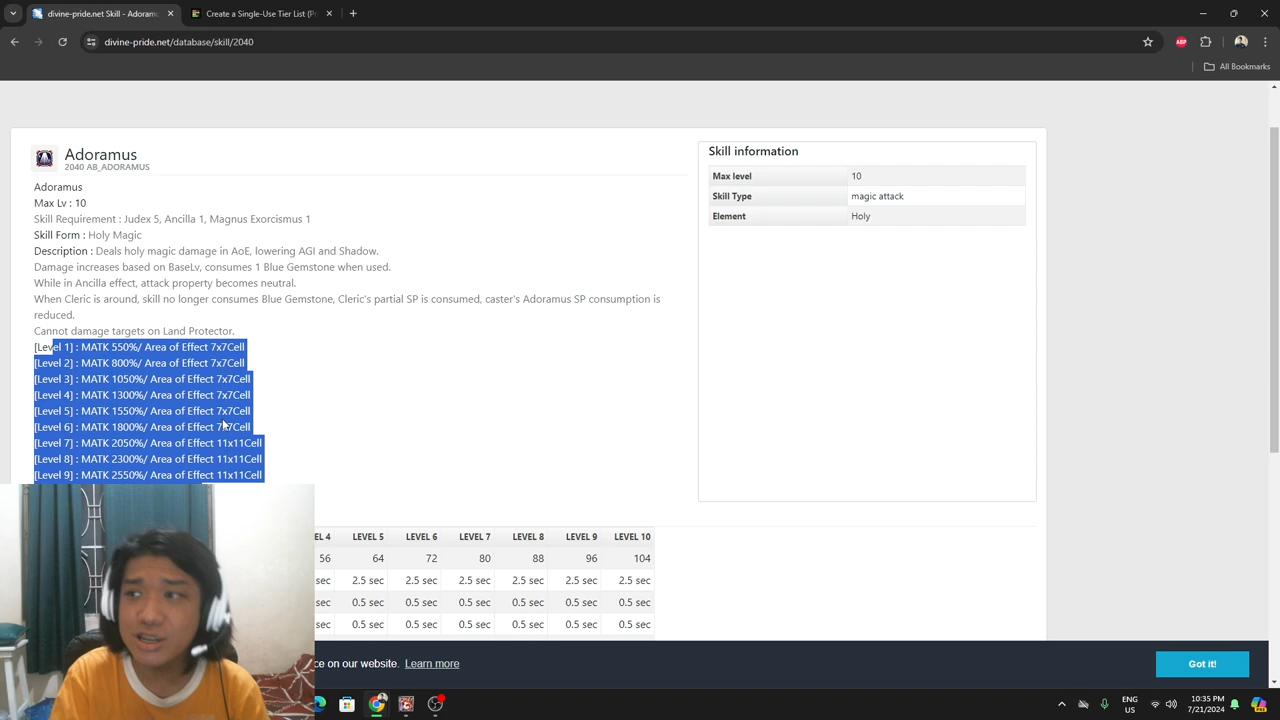 divine-pride.net Skill - Adoram
Create a Single-Use Tier List (P
divine-pride.net/database/skill/2040
ABP
All Bookmarks
Adoramus
2040 AB_ADORAMUS
Adoramus
Max Lv : 10
Skill Requirement : Judex 5, Ancilla 1, Magnus Exorcismus 1
Skill Form : Holy Magic
Description : Deals holy magic damage in AoE, lowering AGI and Shadow.
Damage increases based on BaseLv, consumes 1 Blue Gemstone when used.
While in Ancilla effect, attack property becomes neutral.
When Cleric is around, skill no longer consumes Blue Gemstone, Cleric's partial SP is consumed, caster's Adoramus SP consumption is
reduced.
Cannot damage targets on Land Protector.
[Level 1] : MATK 550%/ Area of Effect 7x7Cell
[Level 2] : MATK 800%/ Area of Effect 7x7Cell
[Level 3] : MATK 1050%/ Area of Effect 7x7Cell
[Level 4] : MATK 1300%/ Area of Effect 7x7Cell
[Level 5] : MATK 1550%/ Area of Effect 7x7Cell
[Level 6] : MATK 1800%/ Area of Effect 7x7Cell
[Level 7] : MATK 2050%/ Area of Effect 11x11Cell
[Level 8] : MATK 2300%/ Area of Effect 11x11Cell
[Level 9] : MATK 2550%/ Area of Effect 11x11Cell
Skill information
Max level 10
Skill Type magic attack
Element Holy
EL 4 LEVEL 5 LEVEL 6 LEVEL 7 LEVEL 8 LEVEL 9 LEVEL 10
56 64 72 80 88 96 104
sec 2.5 sec 2.5 sec 2.5 sec 2.5 sec 2.5 sec 2.5 sec
sec 0.5 sec 0.5 sec 0.5 sec 0.5 sec 0.5 sec 0.5 sec
sec 0.5 sec 0.5 sec 0.5 sec 0.5 sec 0.5 sec 0.5 sec
ce on our website. Learn more
Got it!
ENG
US
10:35 PM
7/21/2024